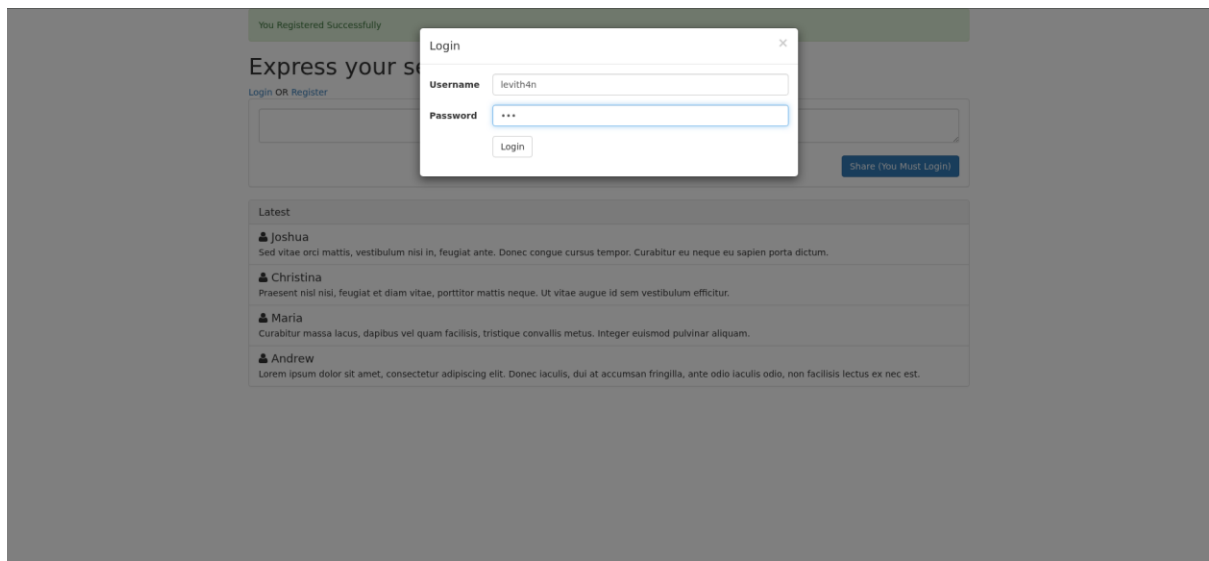 You Registered Successfully
Login ×
Express your se
Username levith4n
Login OR Register
Password •••
Login
Share (You Must Login)
Latest
Joshua
Sed vitae orci mattis, vestibulum nisi in, feugiat ante. Donec congue cursus tempor. Curabitur eu neque eu sapien porta dictum.
Christina
Praesent nisl nisi, feugiat et diam vitae, porttitor mattis neque. Ut vitae augue id sem vestibulum efficitur.
Maria
Curabitur massa lacus, dapibus vel quam facilisis, tristique convallis metus. Integer euismod pulvinar aliquam.
Andrew
Lorem ipsum dolor sit amet, consectetur adipiscing elit. Donec iaculis, dui at accumsan fringilla, ante odio iaculis odio, non facilisis lectus ex nec est.